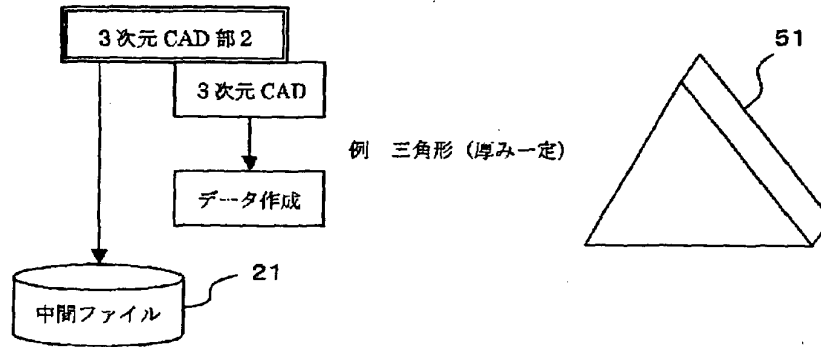 3次元CAD部2
51
3次元CAD
例 三角形 (厚み一定)
データ作成
21
中間ファイル